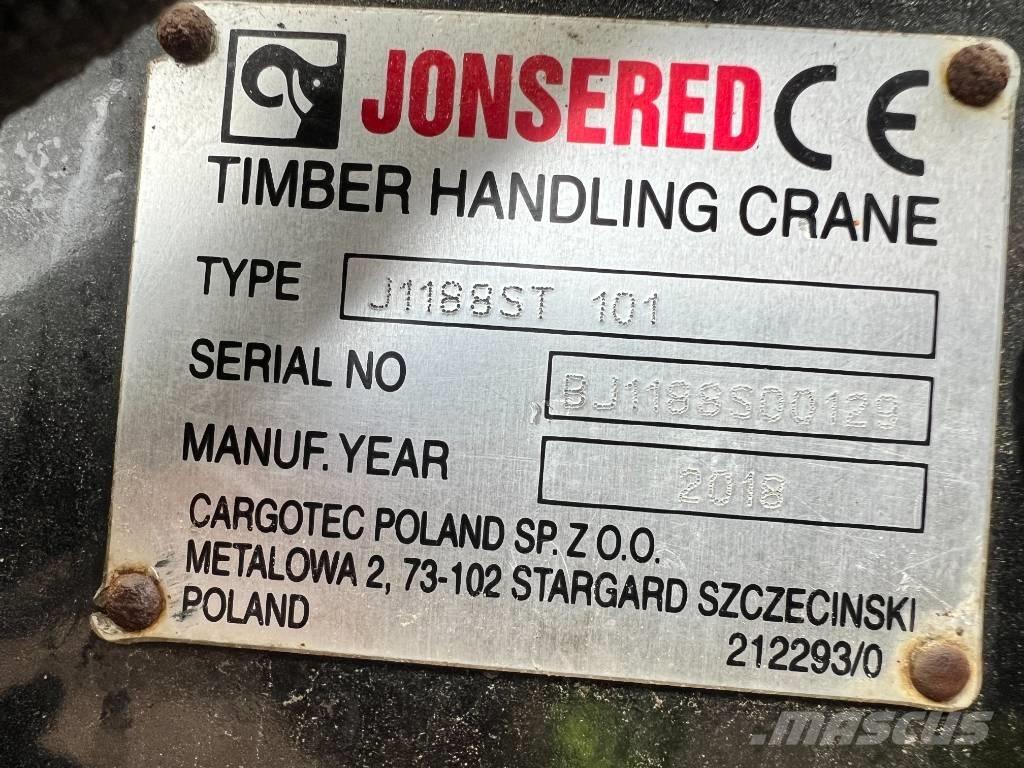 JONSERED CE
TIMBER HANDLING CRANE
TYPE J1188ST 101
SERIAL NO BJ1188S00129
MANUF. YEAR 2018
CARGOTEC POLAND SP. Z O.O.
METALOWA 2, 73-102 STARGARD SZCZECINSKI
POLAND
212293/0
mascus